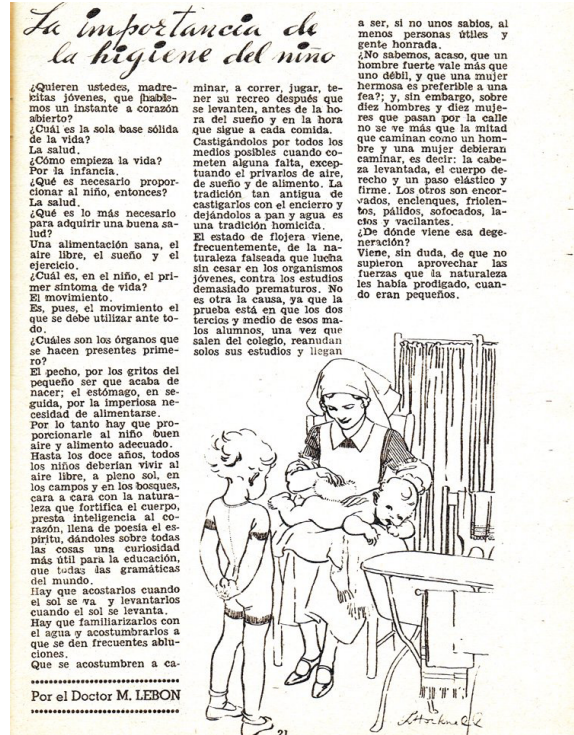 La importancia de
la higiene del niño
¿Quieren ustedes, madre-
citas jóvenes, que hable-
mos un instante a corazón
abierto?
¿Cuál es la sola base sólida
de la vida?
La salud.
¿Cómo empieza la vida?
Por la infancia.
¿Qué es necesario propor-
cionar al niño, entonces?
La salud.
¿Qué es lo más necesario
para adquirir una buena sa-
lud?
Una alimentación sana, el
aire libre, el sueño y el
ejercicio.
¿Cuál es, en el niño, el pri-
mer síntoma de vida?
El movimiento.
Es, pues, el movimiento el
que se debe utilizar ante to-
do.
¿Cuáles son los órganos que
se hacen presentes prime-
ro?
El pecho, por los gritos del
pequeño ser que acaba de
nacer; el estómago, en se-
guida, por la imperiosa ne-
cesidad de alimentarse.
Por lo tanto hay que pro-
porcionarle al niño buen
aire y alimento adecuado.
Hasta los doce años, todos
los niños deberían vivir al
aire libre, a pleno sol, en
los campos y en los bosques,
cara a cara con la natura-
leza que fortifica el cuerpo,
presta inteligencia al co-
razón, llena de poesía el es-
píritu, dándoles sobre todas
las cosas una curiosidad
más útil para la educación,
que todas las gramáticas
del mundo.
Hay que acostarlos cuando
el sol se va y levantarlos
cuando el sol se levanta.
Hay que familiarizarlos con
el agua y acostumbrarlos a
que se den frecuentes ablu-
ciones.
Que se acostumbren a ca-
Por el Doctor M. LEBON
minar, a correr, jugar, te-
ner su recreo después que
se levanten, antes de la ho-
ra del sueño y en la hora
que sigue a cada comida.
Castigándolos por todos los
medios posibles cuando co-
meten alguna falta, excep-
tuando el privarlos de aire,
de sueño y de alimento. La
tradición tan antigua de
castigarlos con el encierro y
dejándolos a pan y agua es
una tradición homicida.
El estado de flojera viene,
frecuentemente, de la na-
turaleza falseada que lucha
sin cesar en los organismos
jóvenes, contra los estudios
demasiado prematuros. No
es otra la causa, ya que la
prueba está en que los dos
tercios y medio de esos ma-
los alumnos, una vez que
salen del colegio, reanudan
solos sus estudios y llegan
a ser, si no unos sabios, al
menos personas útiles y
gente honrada.
¿No sabemos, acaso, que un
hombre fuerte vale más que
uno débil, y que una mujer
hermosa es preferible a una
fea?; y, sin embargo, sobre
diez hombres y diez muje-
res que pasan por la calle
no se ve más que la mitad
que caminan como un hom-
bre y una mujer debieran
caminar, es decir: la cabe-
za levantada, el cuerpo de-
recho y un paso elástico y
firme. Los otros son encor-
vados, enclenques, friolen-
tos, pálidos, sofocados, la-
cios y vacilantes.
¿De dónde viene esa dege-
neración?
Viene, sin duda, de que no
supieron aprovechar las
fuerzas que la naturaleza
les había prodigado, cuan-
do eran pequeños.
21